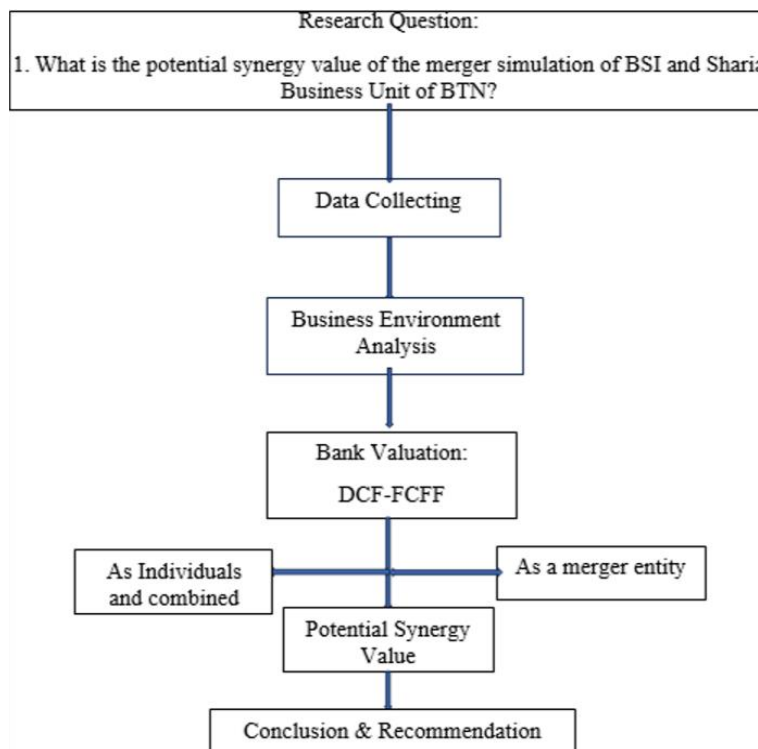 Research Question:
1. What is the potential synergy value of the merger simulation of BSI and Sharia
Business Unit of BTN?
Data Collecting
Business Environment
Analysis
Bank Valuation:
DCF-FCFF
As Individuals
and combined
As a merger entity
Potential Synergy
Value
Conclusion & Recommendation